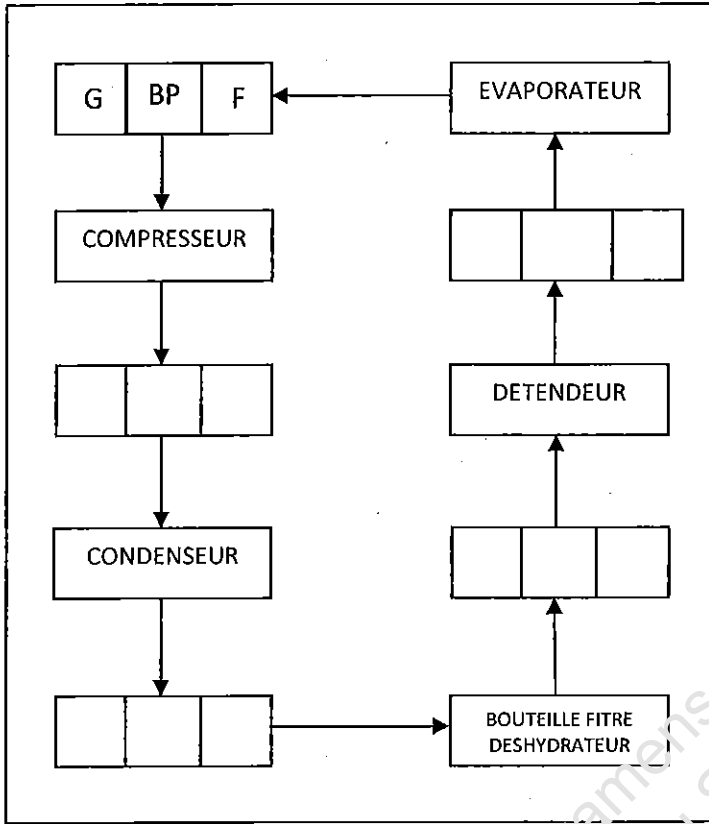 G BP F
EVAPORATEUR
COMPRESSEUR
DETENDEUR
CONDENSEUR
BOUTEILLE FITRE
DESHYDRATEUR